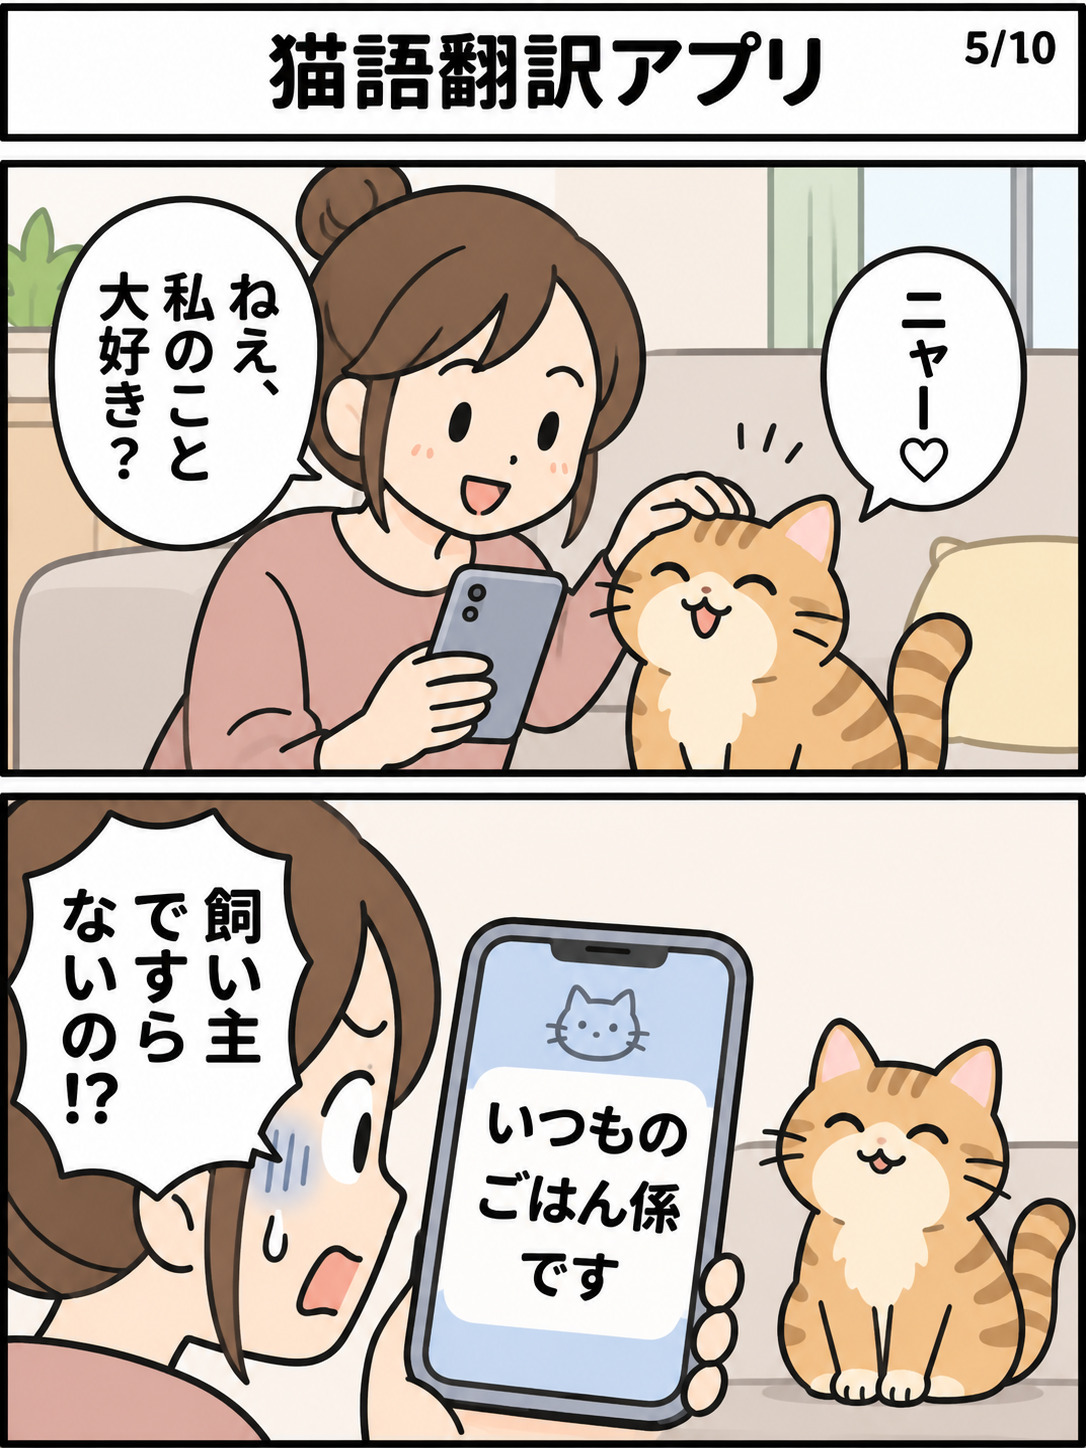 猫語翻訳アプリ
5/10
ねえ、
私のこと
大好き？
ニャー♡
飼い主
ですら
ないの!?
いつもの
ごはん係
です